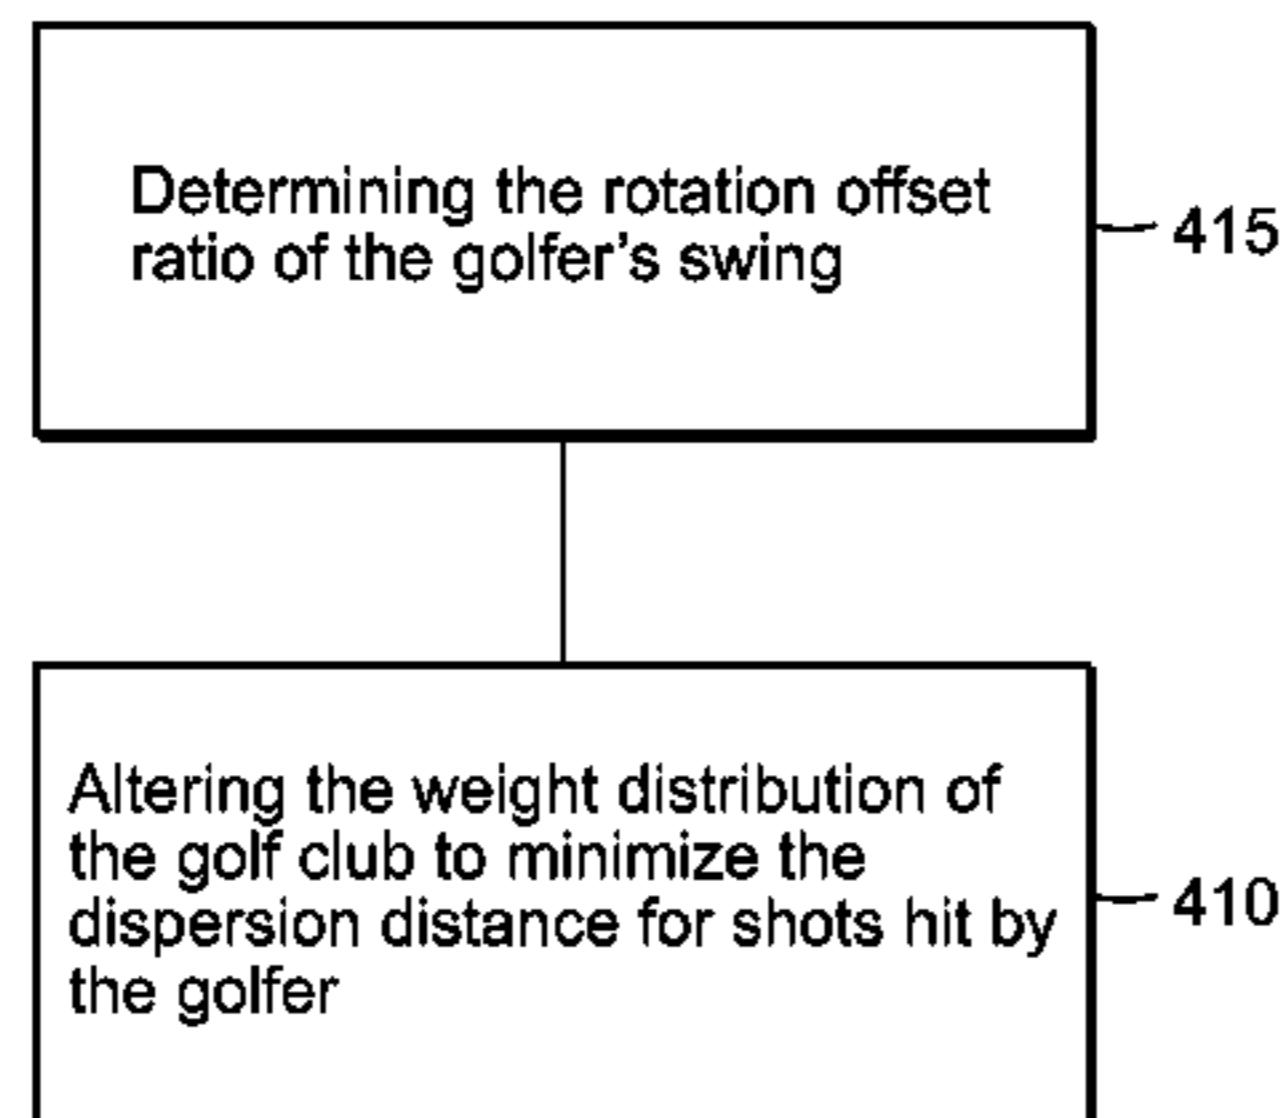 Determining the rotation offset
ratio of the golfer's swing
415
Altering the weight distribution of
the golf club to minimize the
dispersion distance for shots hit by
the golfer
410